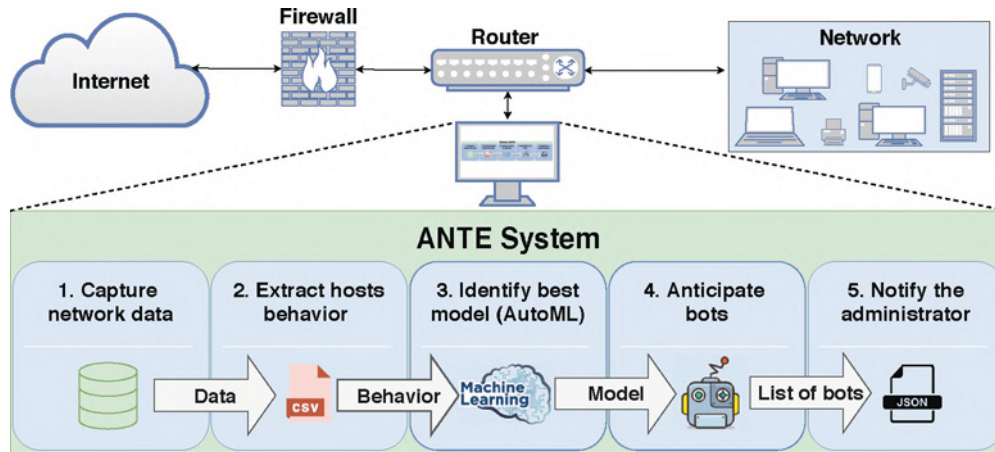 Firewall
Router
Network
Internet
ANTE System
1. Capture
network data
2. Extract hosts
behavior
3. Identify best
model (AutoML)
4. Anticipate
bots
5. Notify the
administrator
Data
CSV
Behavior
Machine
Learning
Model
List of bots
JSON